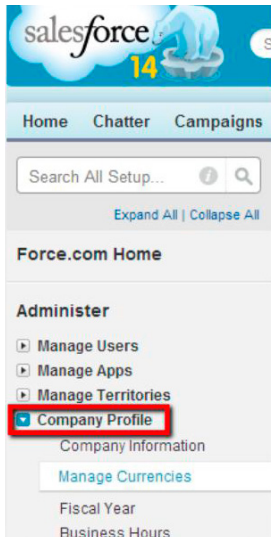 salesforce
14
S
Home Chatter Campaigns
Search All Setup...
Expand All | Collapse All
Force.com Home
Administer
Manage Users
Manage Apps
Manage Territories
Company Profile
Company Information
Manage Currencies
Fiscal Year
Business Hours